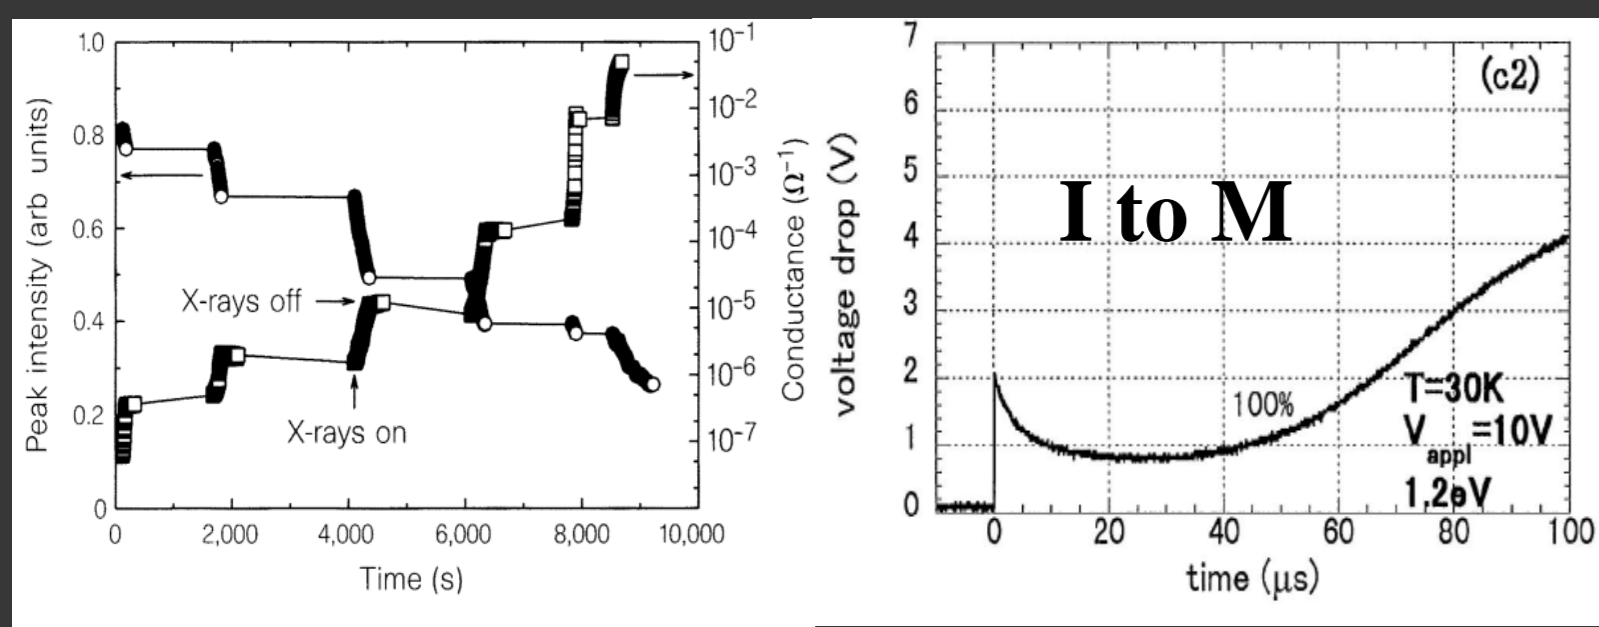 1.0
0.8
0.6
0.4
0.2
0
Peak intensity (arb units)
10⁻¹
10⁻²
10⁻³
10⁻⁴
10⁻⁵
10⁻⁶
10⁻⁷
Conductance (Ω⁻¹)
X-rays off
X-rays on
0 2,000 4,000 6,000 8,000 10,000
Time (s)
7
6
5
4
3
2
1
0
voltage drop (V)
(c2)
I to M
100%
T=30K
V_appl=10V
1.2eV
0 20 40 60 80 100
time (μs)